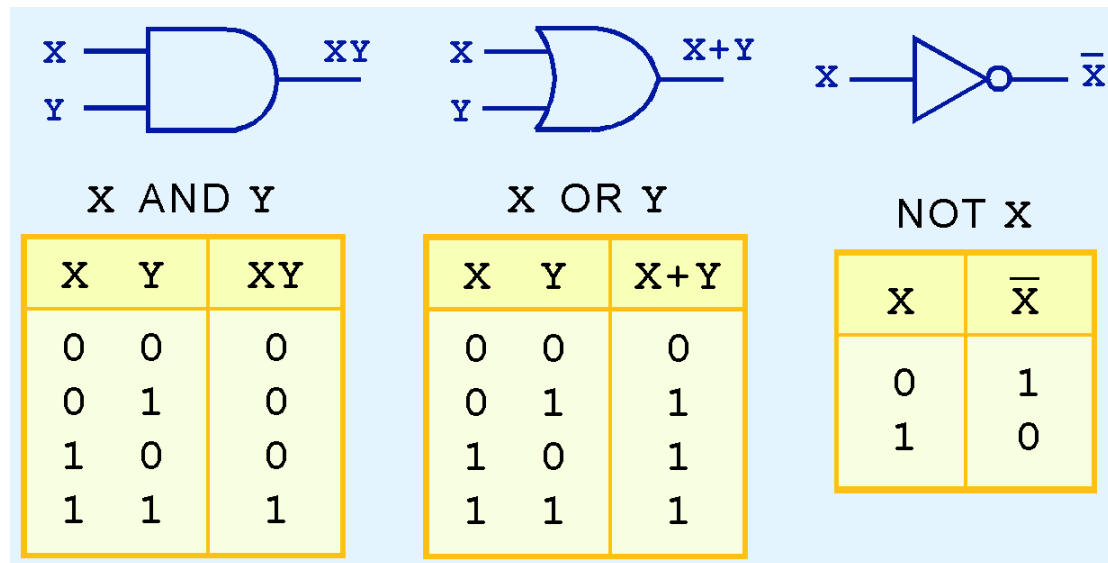 X
Y
XY
X
Y
X+Y
X
X̅
X AND Y
X Y XY
0 0 0
0 1 0
1 0 0
1 1 1
X OR Y
X Y X+Y
0 0 0
0 1 1
1 0 1
1 1 1
NOT X
X X̅
0 1
1 0